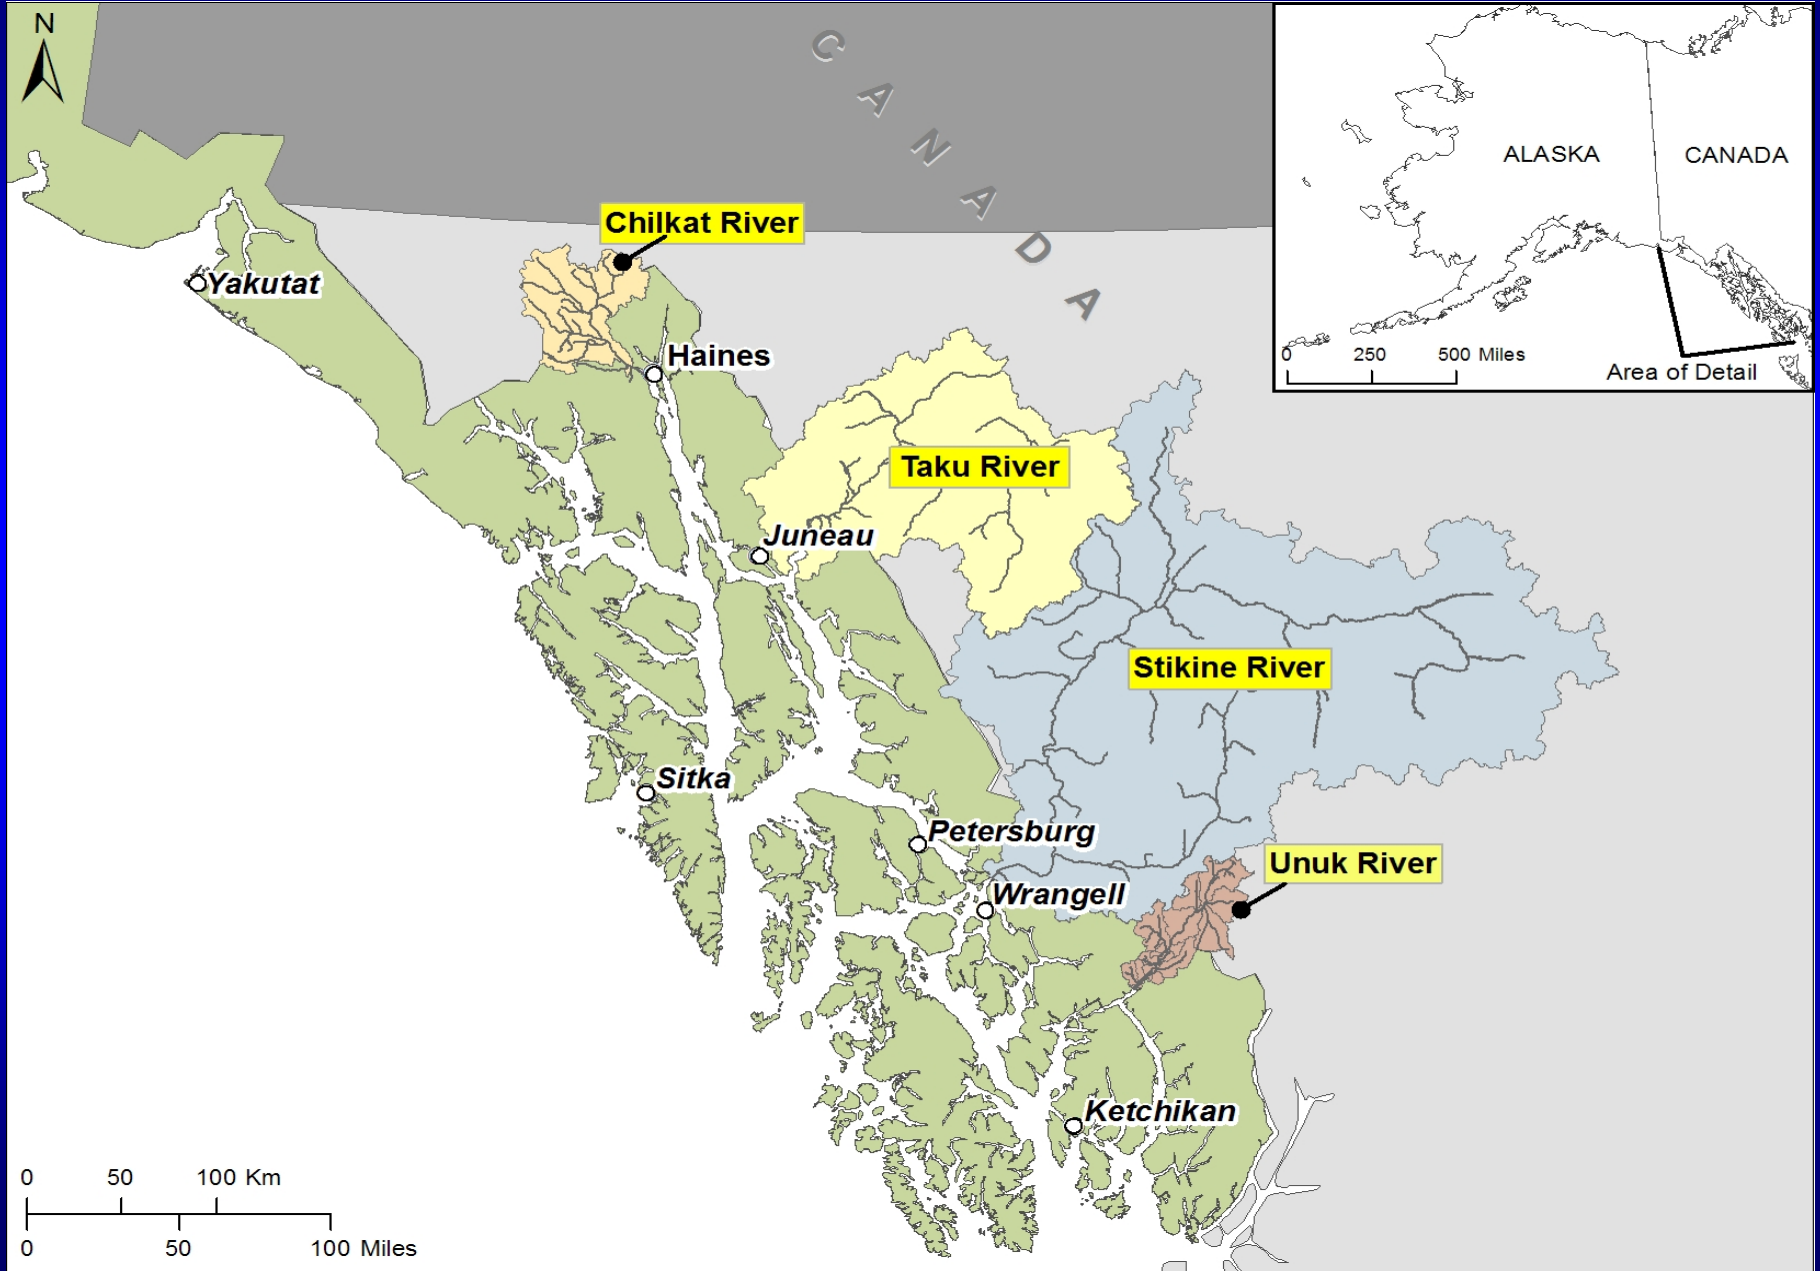 N
CANADA
ALASKA
CANADA
0 250 500 Miles
Area of Detail
Chilkat River
Yakutat
Haines
Taku River
Juneau
Stikine River
Sitka
Petersburg
Unuk River
Wrangell
Ketchikan
0 50 100 Km
0 50 100 Miles